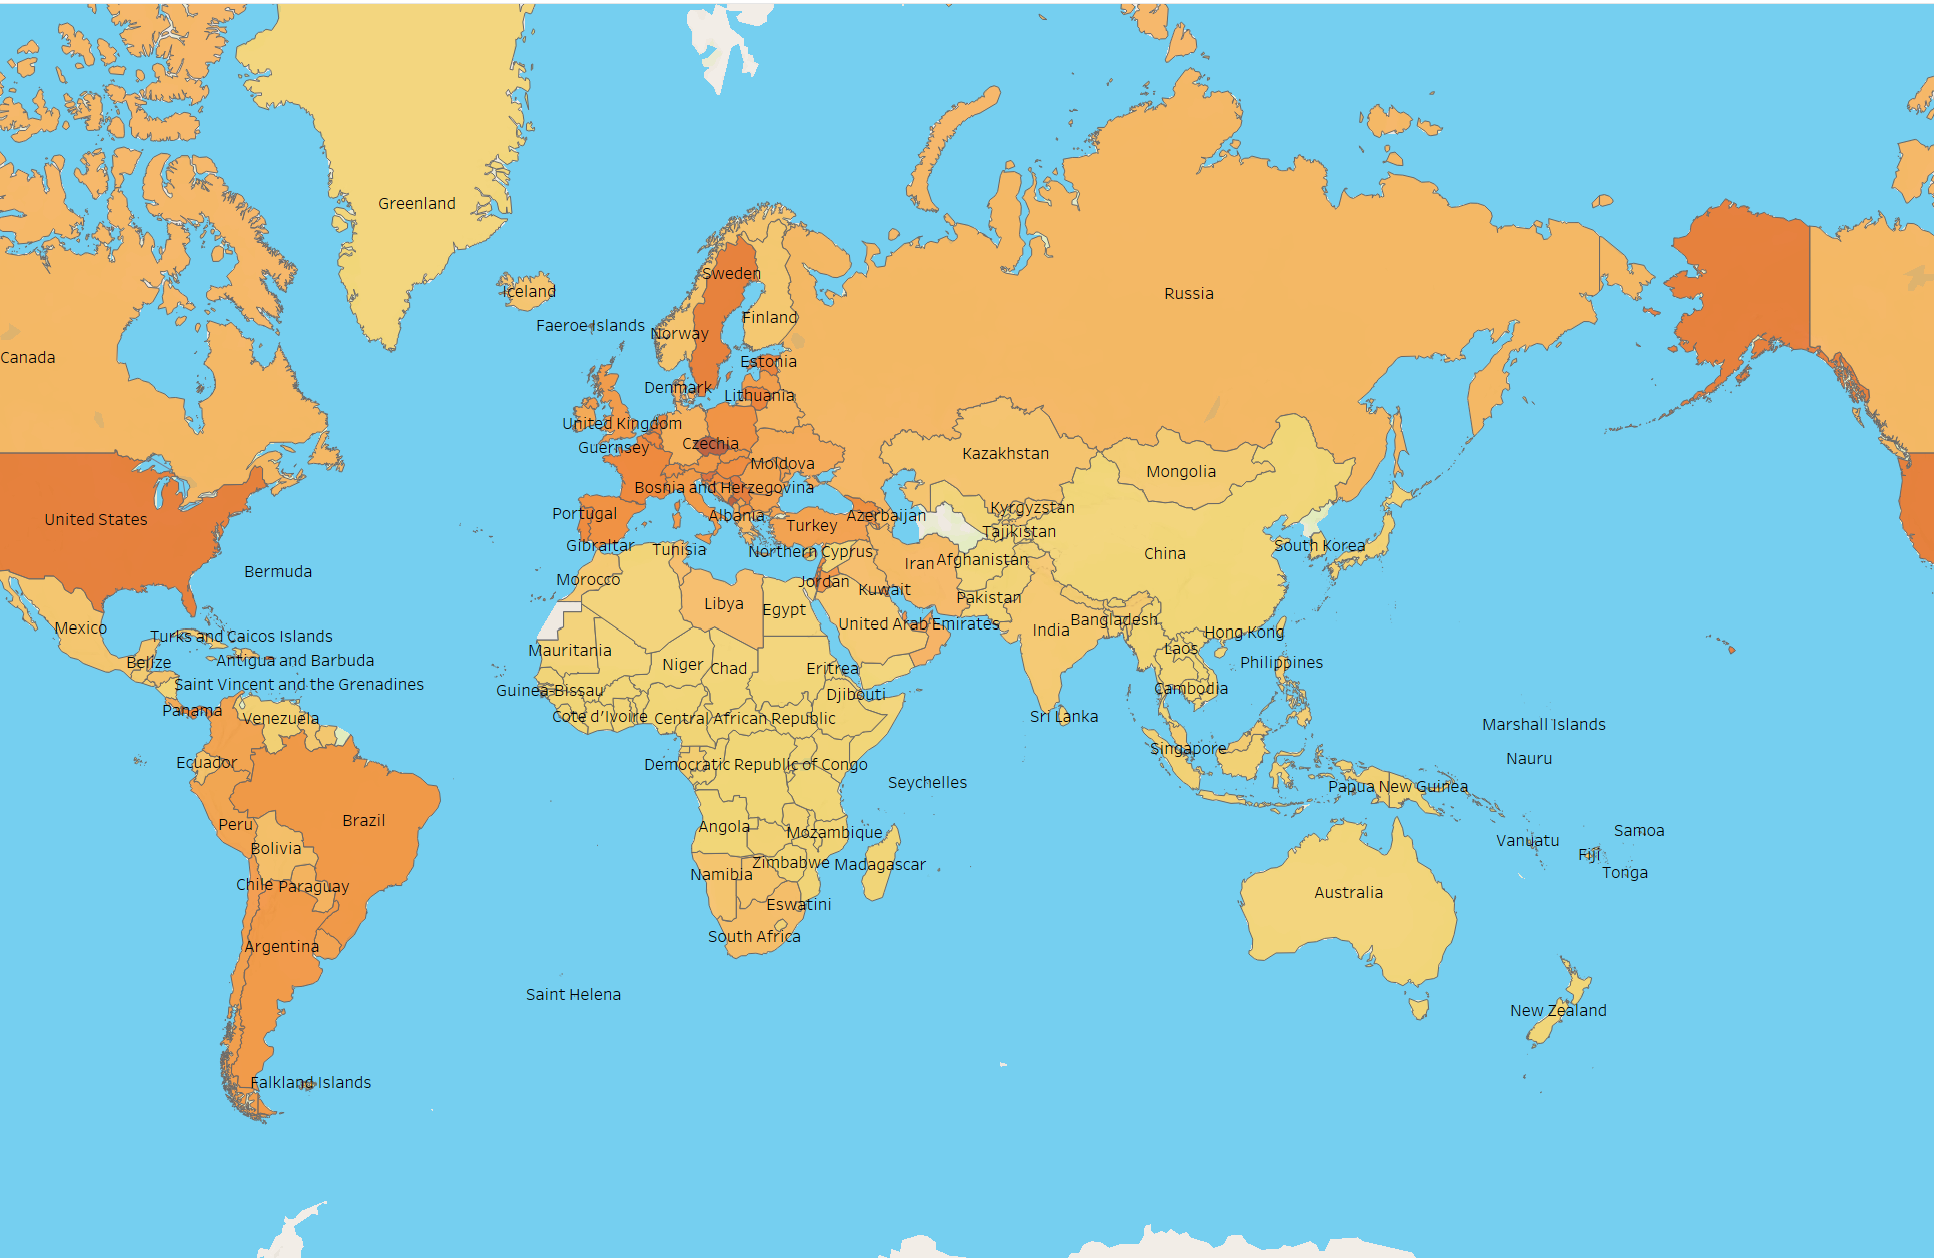 Greenland
Sweden
Iceland
Russia
Finland
Faeroe Islands
Norway
Canada
Estonia
Denmark
Lithuania
United Kingdom
Czechia
Guernsey
Kazakhstan
Moldova
Mongolia
Bosnia and Herzegovina
Kyrgyzstan
Portugal
Albania
Azerbaijan
United States
Turkey
Tajikistan
Gibraltar
Tunisia
Northern Cyprus
South Korea
China
Iran
Afghanistan
Bermuda
Morocco
Jordan
Kuwait
Pakistan
Libya
Egypt
Bangladesh
United Arab Emirates
Mexico
India
Hong Kong
Turks and Caicos Islands
Mauritania
Laos
Antigua and Barbuda
Belize
Philippines
Niger
Chad
Eritrea
Saint Vincent and the Grenadines
Guinea-Bissau
Djibouti
Cambodia
Panama
Venezuela
Cote d'Ivoire
Central African Republic
Sri Lanka
Marshall Islands
Singapore
Nauru
Ecuador
Democratic Republic of Congo
Seychelles
Papua New Guinea
Peru
Brazil
Angola
Mozambique
Samoa
Vanuatu
Bolivia
Fiji
Zimbabwe
Madagascar
Namibia
Tonga
Chile
Paraguay
Australia
Eswatini
South Africa
Argentina
Saint Helena
New Zealand
Falkland Islands